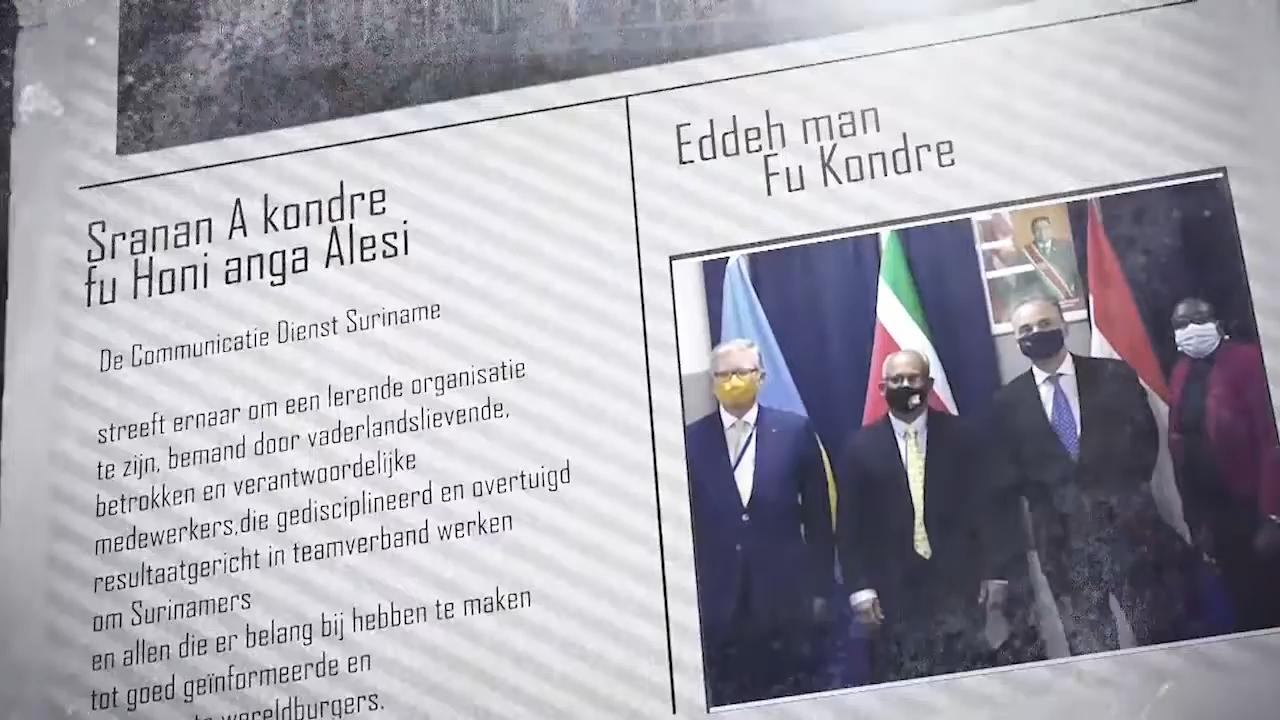 Sranan A kondre
fu Honi anga Alesi
De Communicatie Dienst Suriname
streeft ernaar om een lerende organisatie
te zijn, bemand door vaderlandslievende,
betrokken en verantwoordelijke
medewerkers,die gedisciplineerd en overtuigd
resultaatgericht in teamverband werken
om Surinamers
en allen die er belang bij hebben te maken
tot goed geïnformeerde en
wereldburgers.
Eddeh man
Fu Kondre